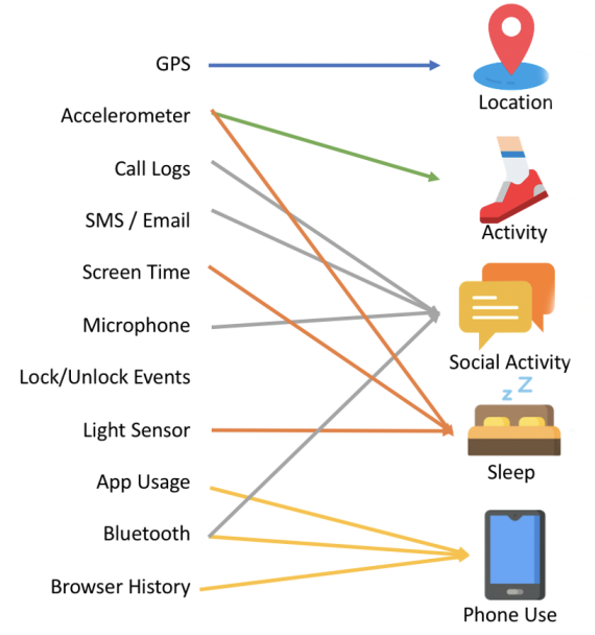 GPS
Accelerometer
Call Logs
SMS / Email
Screen Time
Microphone
Lock/Unlock Events
Light Sensor
App Usage
Bluetooth
Browser History
Location
Activity
Social Activity
z Z
Sleep
Phone Use